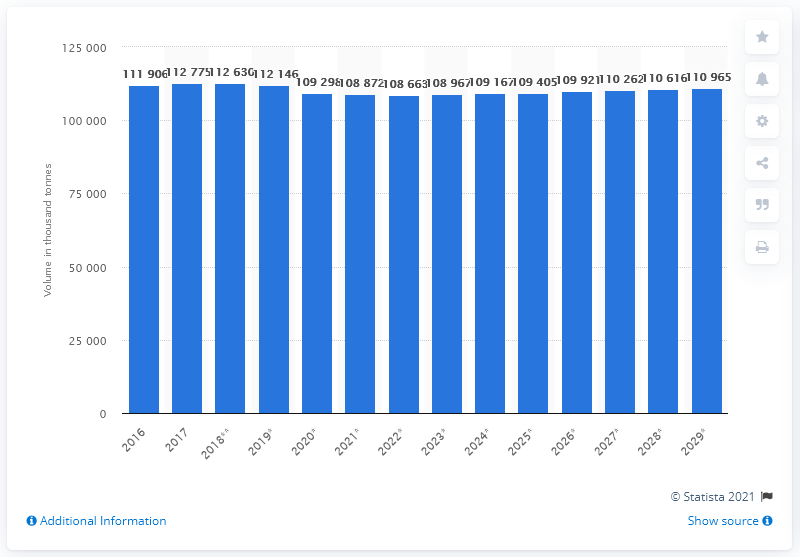 125 000
100 000
75 000
50 000
25 000
0
Volume in thousand tonnes
111 906 112 775 112 630 112 146 109 298 108 872 108 663 108 967 109 167 109 405 109 921 110 262 110 616 110 965
2016 2017 2018** 2019* 2020* 2021* 2022* 2023* 2024* 2025* 2026* 2027* 2028* 2029*
© Statista 2021
Additional Information
Show source